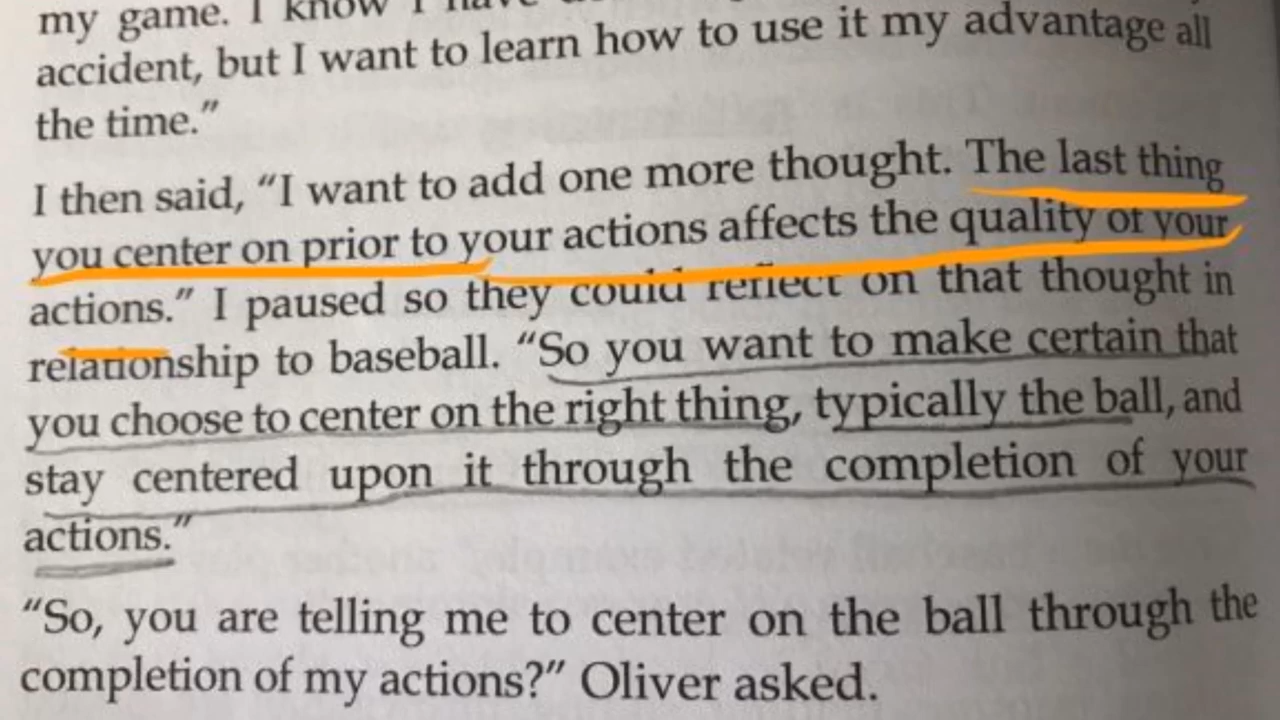 my game. I know I
accident, but I want to learn how to use it my advantage all
the time.”
I then said, “I want to add one more thought. The last thing
you center on prior to your actions affects the quality of your
actions.” I paused so they could reflect on that thought in
relationship to baseball. “So you want to make certain that
you choose to center on the right thing, typically the ball, and
stay centered upon it through the completion of your
actions.”
“So, you are telling me to center on the ball through the
completion of my actions?” Oliver asked.